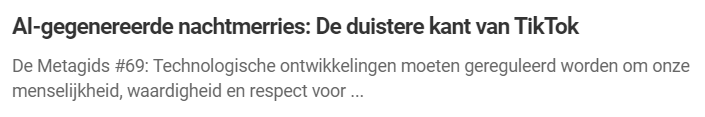 AI-gegenereerde nachtmerries: De duistere kant van TikTok
De Metagids #69: Technologische ontwikkelingen moeten gereguleerd worden om onze
menselijkheid, waardigheid en respect voor ...